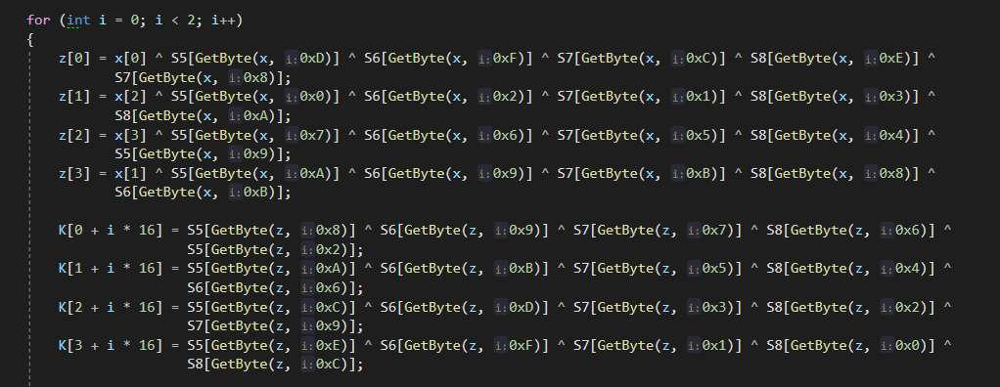 for (int i = 0; i < 2; i++)
{
z[0] = x[0] ^ S5[GetByte(x, i:0xD)] ^ S6[GetByte(x, i:0xF)] ^ S7[GetByte(x, i:0xC)] ^ S8[GetByte(x, i:0xE)] ^
S7[GetByte(x, i:0x8)];
z[1] = x[2] ^ S5[GetByte(x, i:0x0)] ^ S6[GetByte(x, i:0x2)] ^ S7[GetByte(x, i:0x1)] ^ S8[GetByte(x, i:0x3)] ^
S8[GetByte(x, i:0xA)];
z[2] = x[3] ^ S5[GetByte(x, i:0x7)] ^ S6[GetByte(x, i:0x6)] ^ S7[GetByte(x, i:0x5)] ^ S8[GetByte(x, i:0x4)] ^
S5[GetByte(x, i:0x9)];
z[3] = x[1] ^ S5[GetByte(x, i:0xA)] ^ S6[GetByte(x, i:0x9)] ^ S7[GetByte(x, i:0xB)] ^ S8[GetByte(x, i:0x8)] ^
S6[GetByte(x, i:0xB)];
K[0 + i * 16] = S5[GetByte(z, i:0x8)] ^ S6[GetByte(z, i:0x9)] ^ S7[GetByte(z, i:0x7)] ^ S8[GetByte(z, i:0x6)] ^
S5[GetByte(z, i:0x2)];
K[1 + i * 16] = S5[GetByte(z, i:0xA)] ^ S6[GetByte(z, i:0xB)] ^ S7[GetByte(z, i:0x5)] ^ S8[GetByte(z, i:0x4)] ^
S6[GetByte(z, i:0x6)];
K[2 + i * 16] = S5[GetByte(z, i:0xC)] ^ S6[GetByte(z, i:0xD)] ^ S7[GetByte(z, i:0x3)] ^ S8[GetByte(z, i:0x2)] ^
S7[GetByte(z, i:0x9)];
K[3 + i * 16] = S5[GetByte(z, i:0xE)] ^ S6[GetByte(z, i:0xF)] ^ S7[GetByte(z, i:0x1)] ^ S8[GetByte(z, i:0x0)] ^
S8[GetByte(z, i:0xC)];